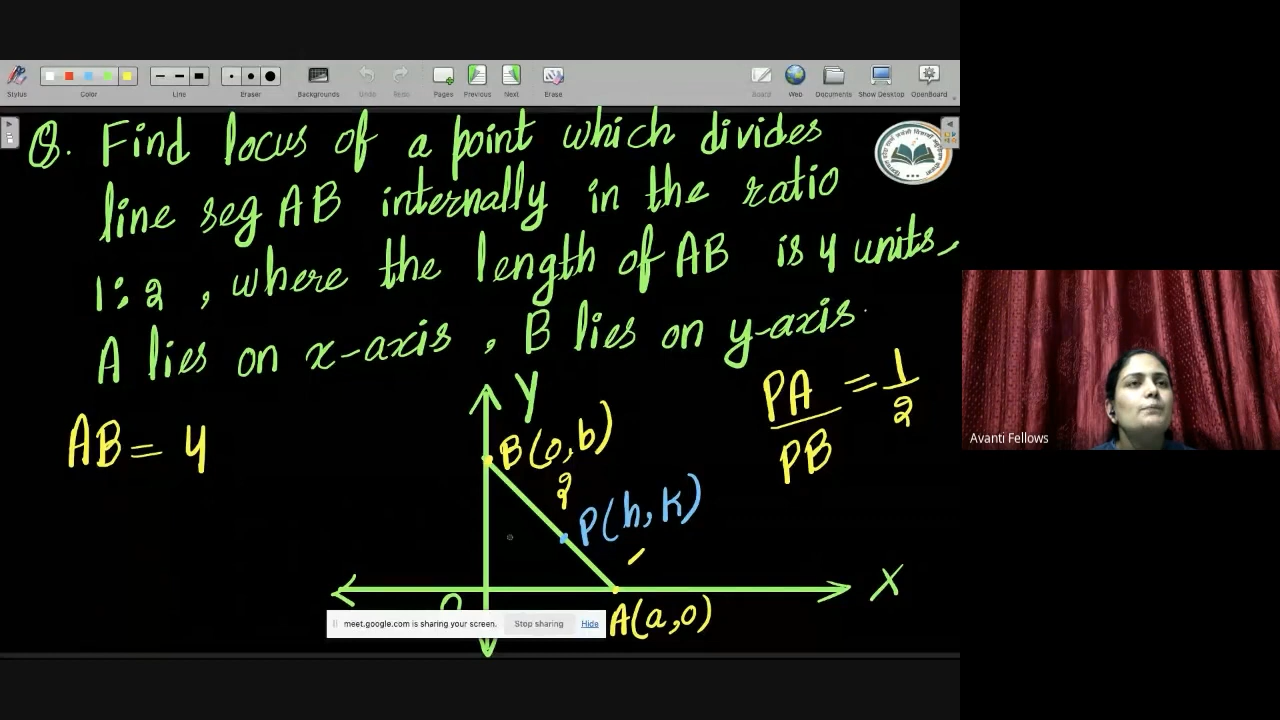 Stylus Color Line Eraser Backgrounds Undo Redo Pages Previous Next Erase Board Web Documents Show Desktop OpenBoard
Q. Find locus of a point which divides
line seg AB internally in the ratio
1:2, where the length of AB is 4 units,
A lies on x-axis, B lies on y-axis.
AB = 4
Y
B(0,b)
2
P(h,k)
PA/PB = 1/2
X
A(a,0)
meet.google.com is sharing your screen. Stop sharing Hide
Avanti Fellows